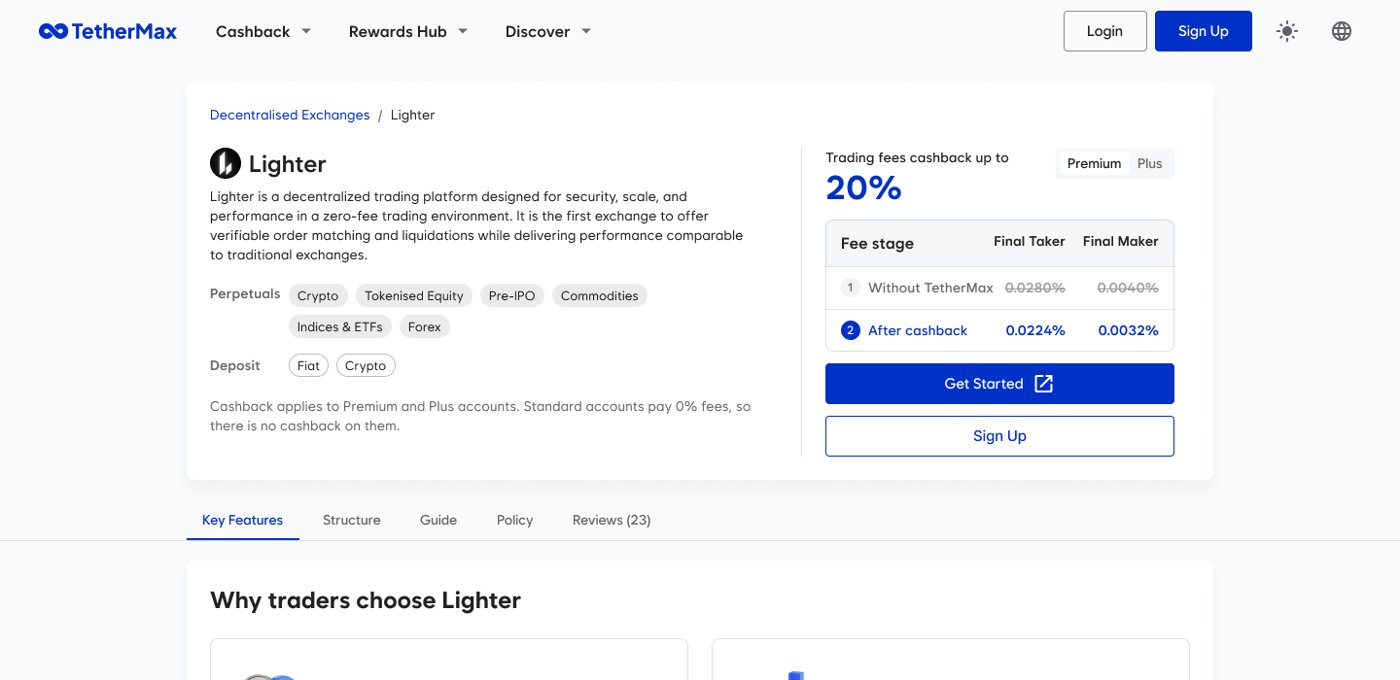 TetherMax
Cashback
Rewards Hub
Discover
Login
Sign Up
Decentralised Exchanges / Lighter
Lighter
Lighter is a decentralized trading platform designed for security, scale, and
performance in a zero-fee trading environment. It is the first exchange to offer
verifiable order matching and liquidations while delivering performance comparable
to traditional exchanges.
Perpetuals Crypto Tokenised Equity Pre-IPO Commodities
Indices & ETFs Forex
Deposit Fiat Crypto
Cashback applies to Premium and Plus accounts. Standard accounts pay 0% fees, so
there is no cashback on them.
Trading fees cashback up to
20%
Premium Plus
Fee stage Final Taker Final Maker
1 Without TetherMax 0.0280% 0.0040%
2 After cashback 0.0224% 0.0032%
Get Started
Sign Up
Key Features Structure Guide Policy Reviews (23)
Why traders choose Lighter